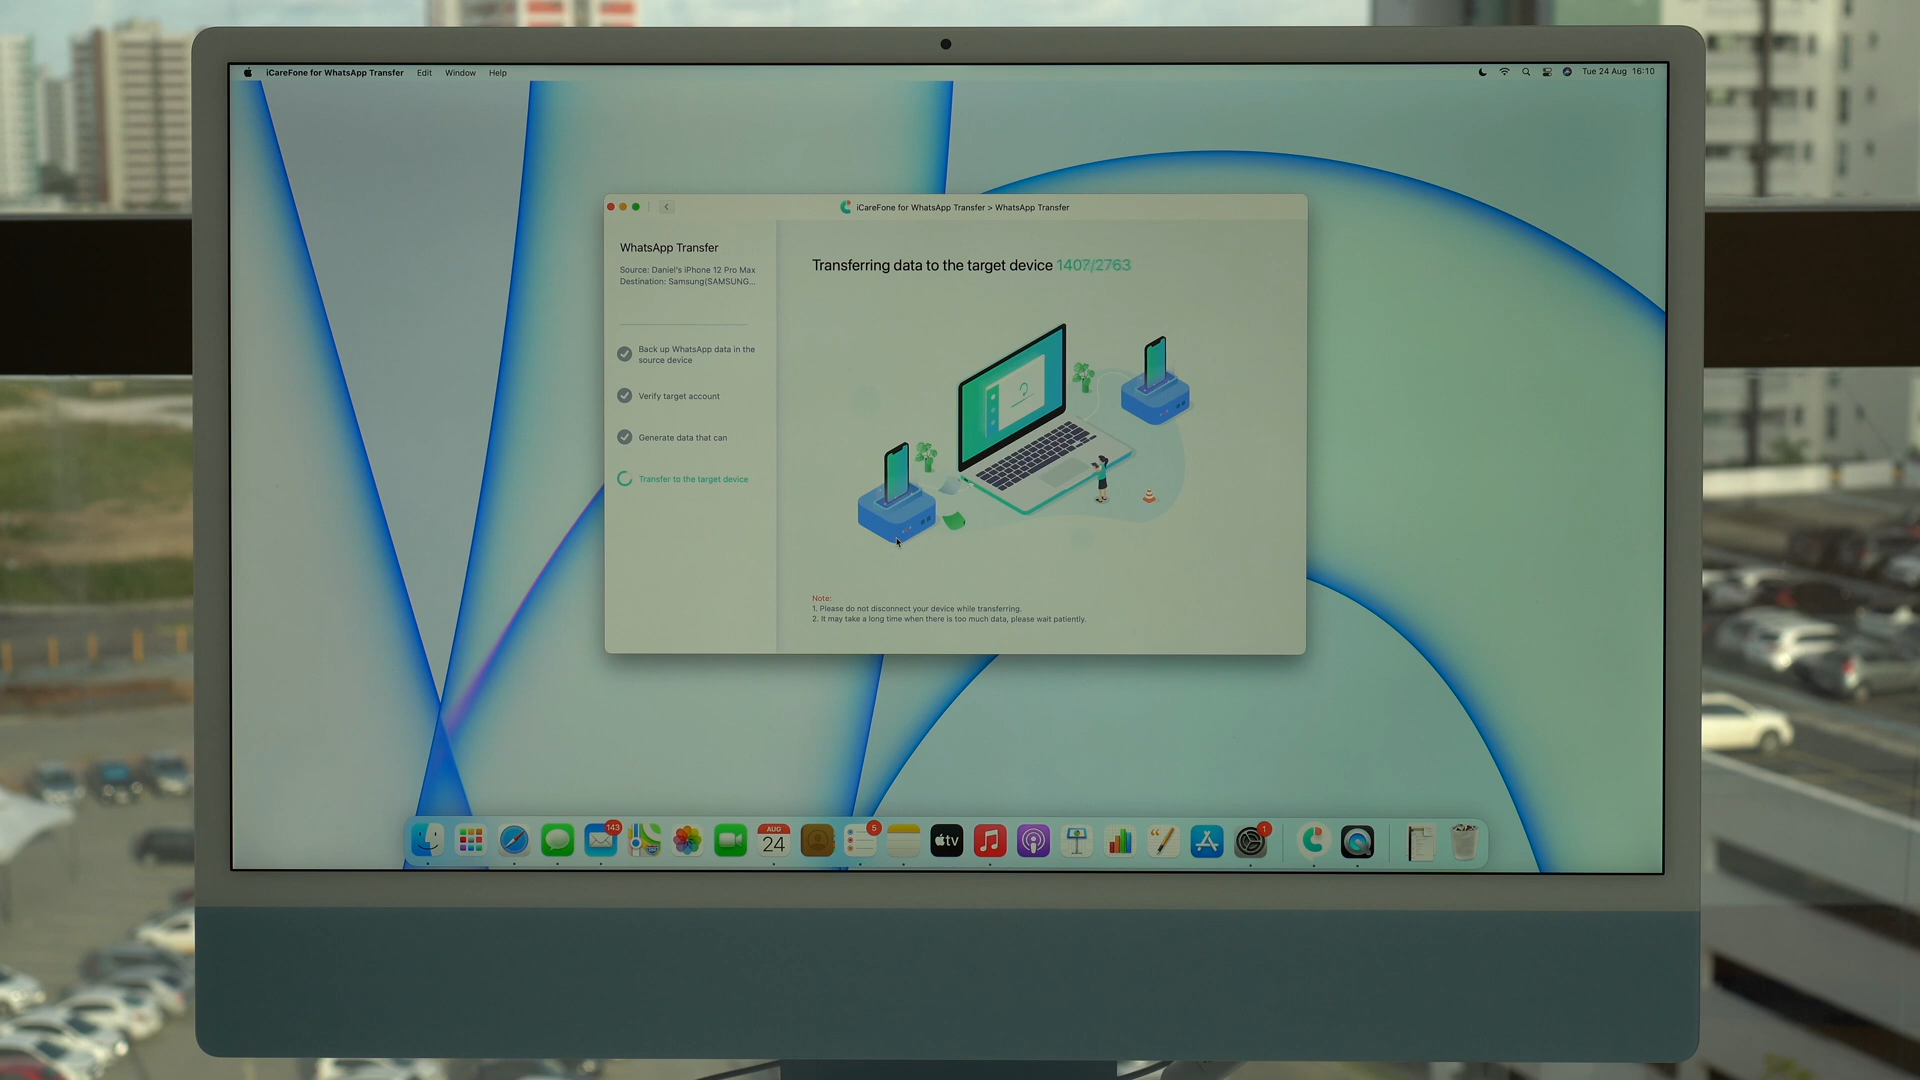 iCareFone for WhatsApp Transfer Edit Window Help
Tue 24 Aug 16:10
iCareFone for WhatsApp Transfer > WhatsApp Transfer
WhatsApp Transfer
Source: Daniel's iPhone 12 Pro Max
Destination: Samsung(SAMSUNG...
Back up WhatsApp data in the
source device
Verify target account
Generate data that can
Transfer to the target device
Transferring data to the target device 1407/2763
Note:
1. Please do not disconnect your device while transferring.
2. It may take a long time when there is too much data, please wait patiently.
143
AUG
24
5
tv
1